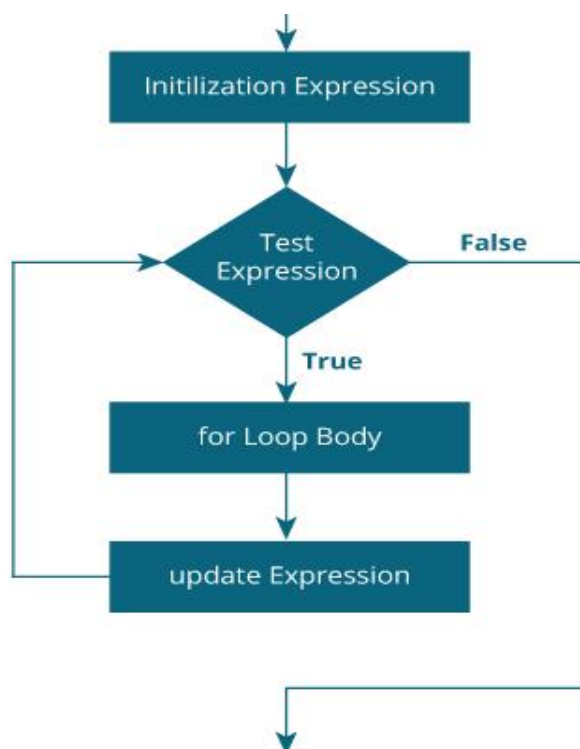 Initilization Expression
Test
Expression
False
True
for Loop Body
update Expression